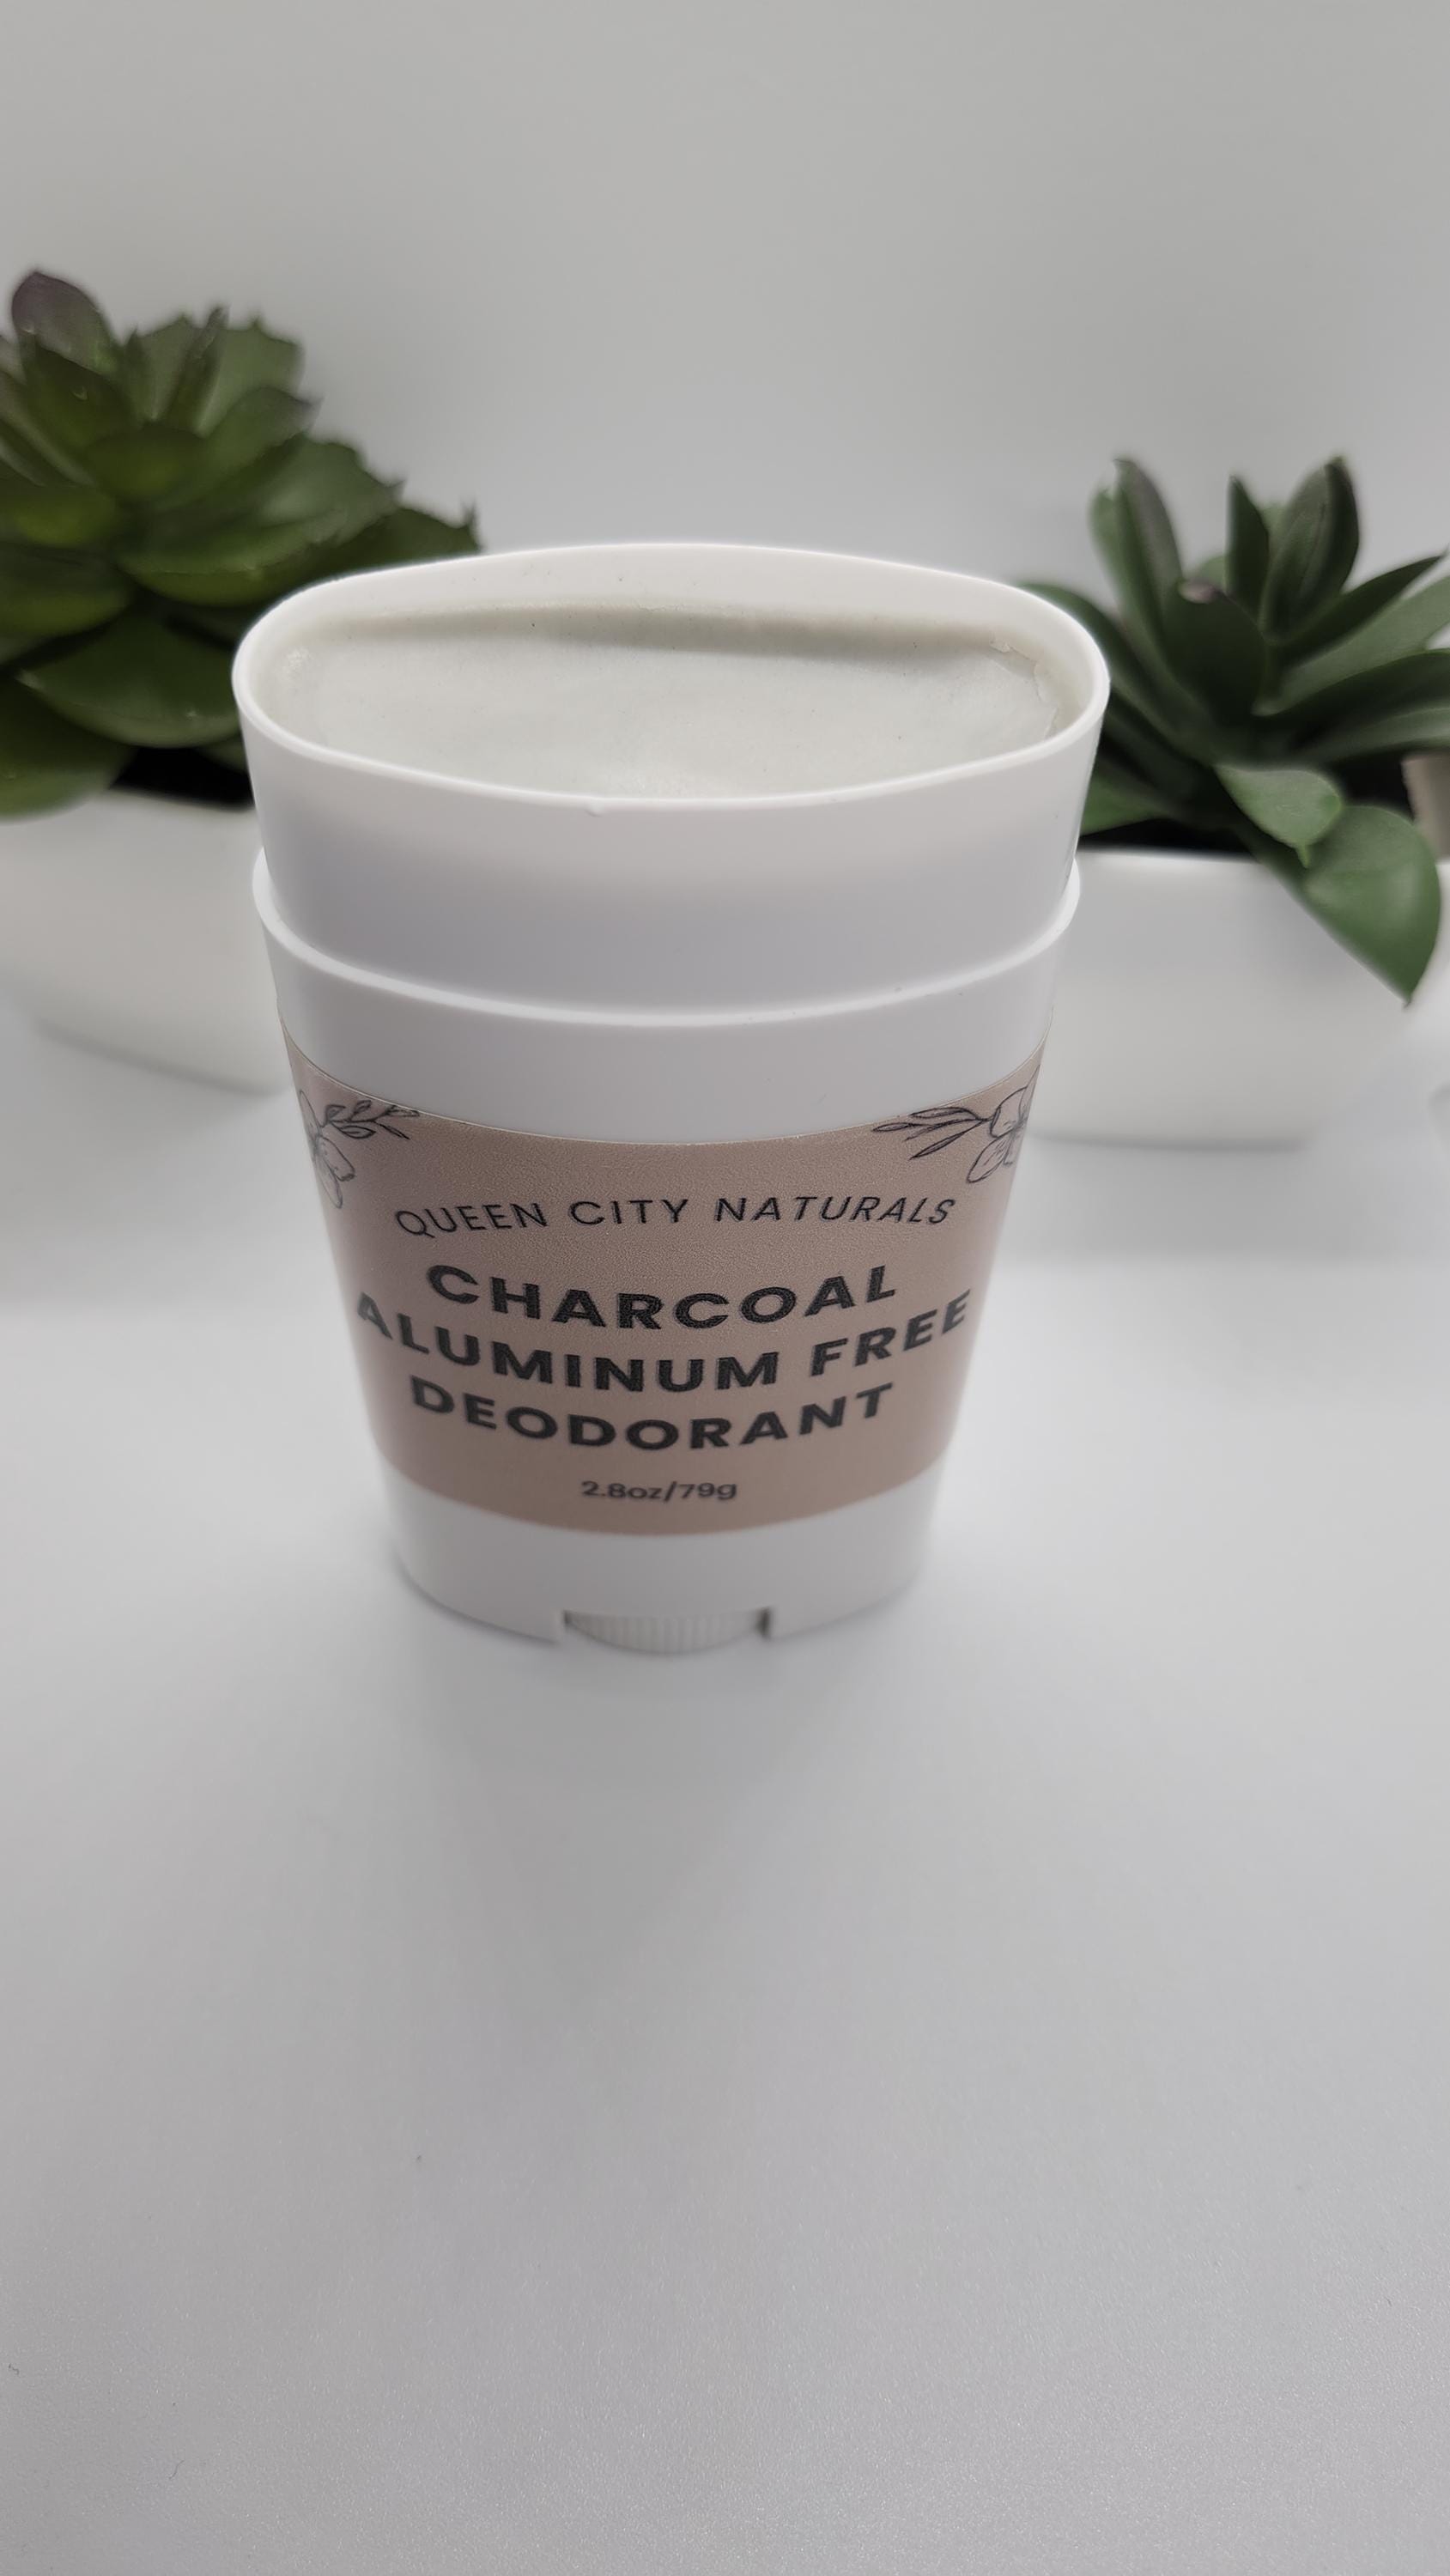 QUEEN CITY NATURALS
CHARCOAL
ALUMINUM FREE
DEODORANT
2.8oz/79g